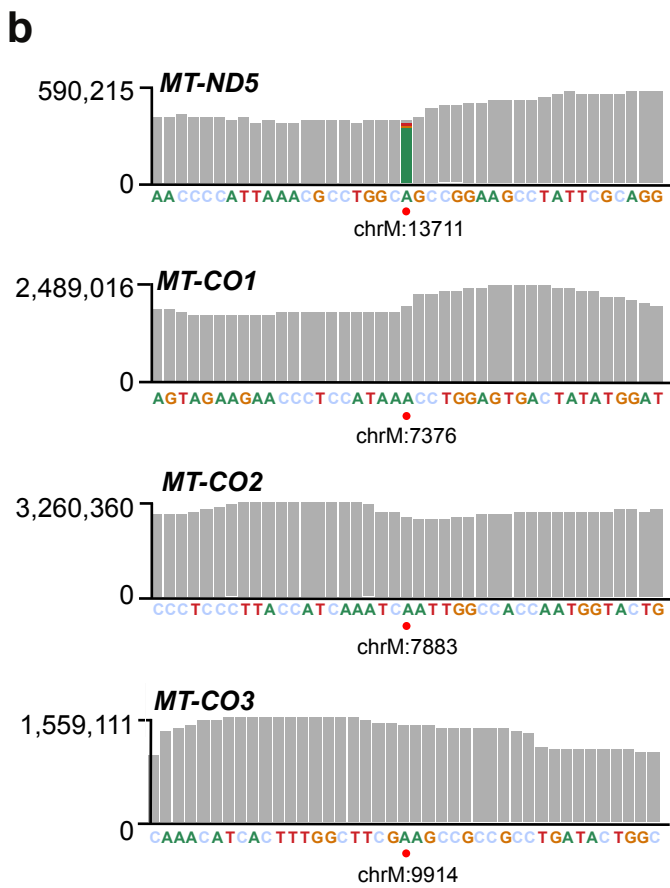 b
MT-ND5
590,215
0
AACCCCATTAAACGCCTGGCAGCCGGAAGCCTATTCGCAGG
chrM:13711
MT-CO1
2,489,016
0
AGTAGAAGAACCCTCCATAAACCTGGAGTGACTATATGGAT
chrM:7376
MT-CO2
3,260,360
0
CCCTCCCTTACCATCAAATCAATTGGCCACCAATGGTACTG
chrM:7883
MT-CO3
1,559,111
0
CAAACATCACTTTGGCTTCGAAGCCGCCGCCTGATACTGGC
chrM:9914